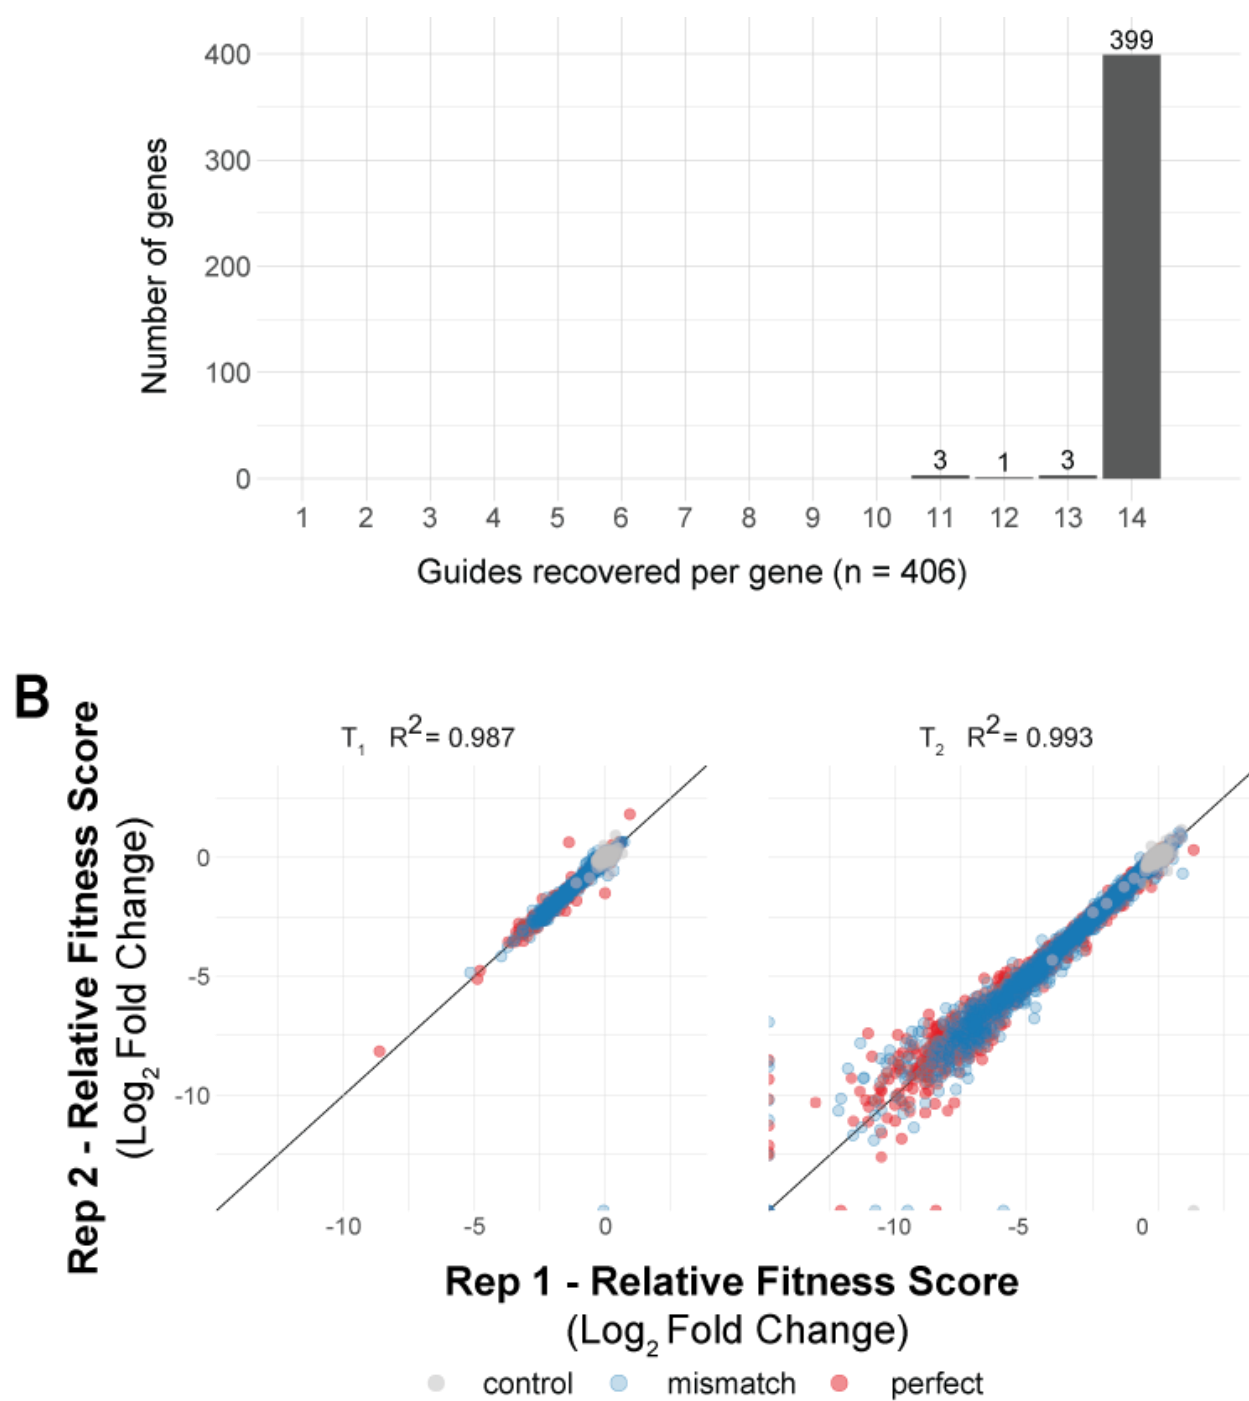 400
300
200
100
0
Number of genes
399
3
1
3
1 2 3 4 5 6 7 8 9 10 11 12 13 14
Guides recovered per gene (n = 406)
B
Rep 2 - Relative Fitness Score
(Log2 Fold Change)
T1 R2= 0.987
T2 R2= 0.993
0
-5
-10
-10 -5 0
-10 -5 0
Rep 1 - Relative Fitness Score
(Log2 Fold Change)
control mismatch perfect